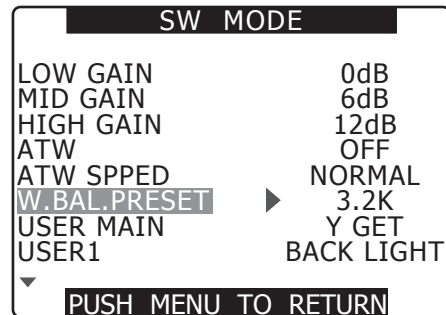 SW MODE
LOW GAIN 0dB
MID GAIN 6dB
HIGH GAIN 12dB
ATW OFF
ATW SPPED NORMAL
W.BAL.PRESET 3.2K
USER MAIN Y GET
USER1 BACK LIGHT
PUSH MENU TO RETURN